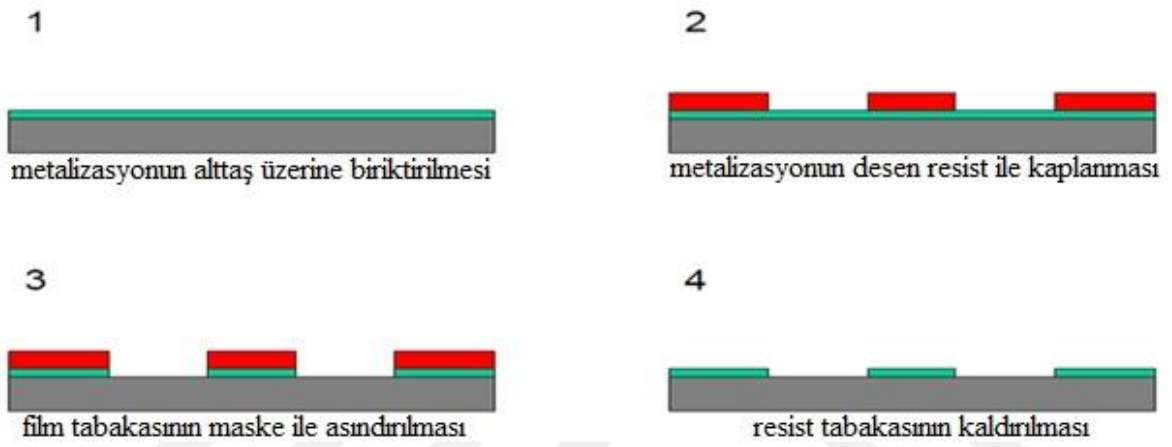 1
metalizasyonun alttaş üzerine biriktirilmesi
2
metalizasyonun desen resist ile kaplanması
3
film tabakasının maske ile asındırılması
4
resist tabakasının kaldırılması